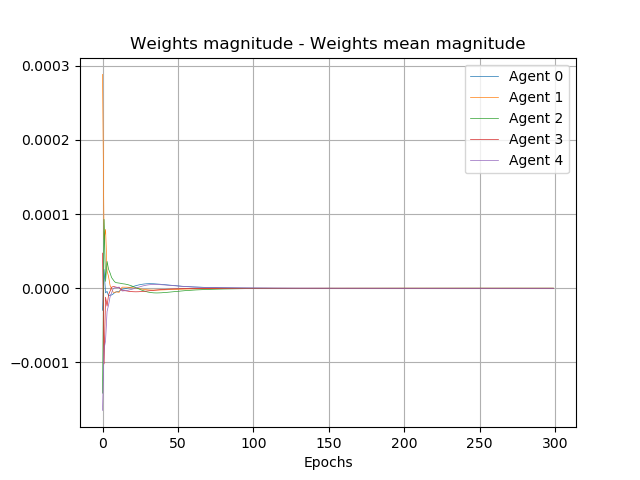 Weights magnitude - Weights mean magnitude
0.0003
0.0002
0.0001
0.0000
−0.0001
Agent 0
Agent 1
Agent 2
Agent 3
Agent 4
0 50 100 150 200 250 300
Epochs